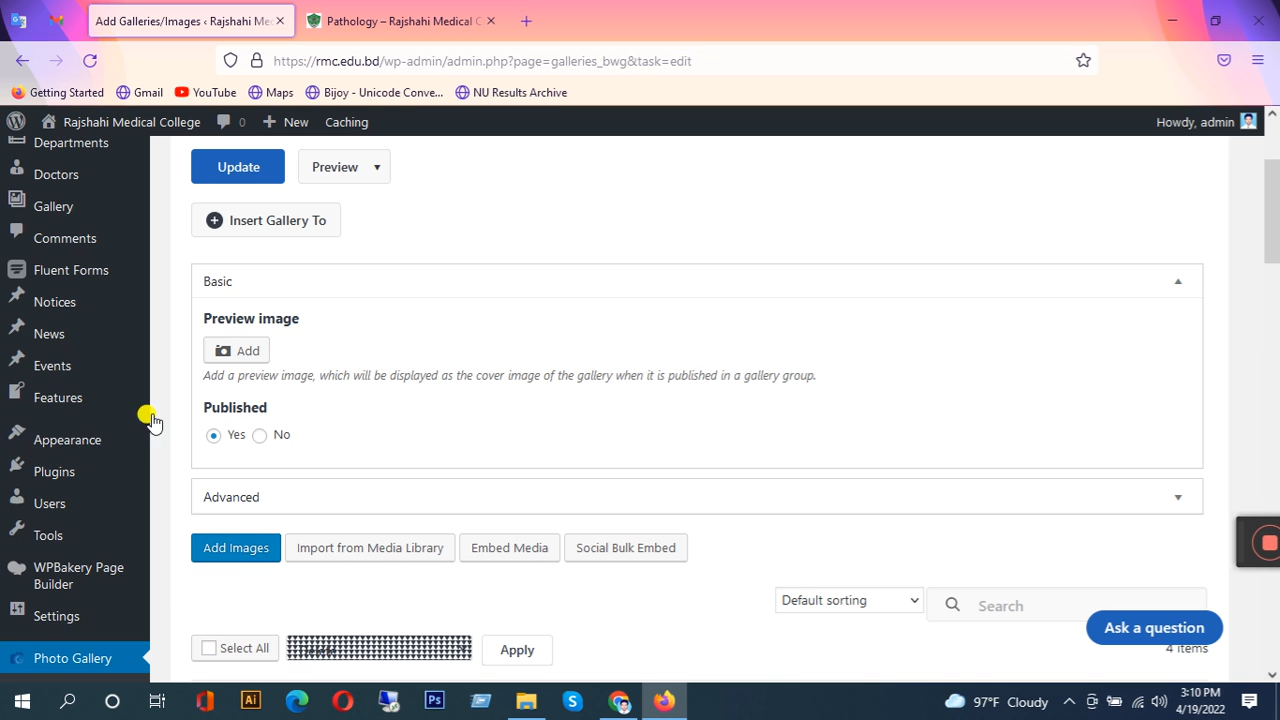 Add Galleries/Images ‹ Rajshahi Mec
Pathology – Rajshahi Medical C
https://rmc.edu.bd/wp-admin/admin.php?page=galleries_bwg&task=edit
Getting Started
Gmail
YouTube
Maps
Bijoy - Unicode Conve...
NU Results Archive
Rajshahi Medical College
0
New
Caching
Howdy, admin
Departments
Doctors
Gallery
Comments
Fluent Forms
Notices
News
Events
Features
Appearance
Plugins
Users
Tools
WPBakery Page
Builder
Settings
Photo Gallery
Update
Preview
Insert Gallery To
Basic
Preview image
Add
Add a preview image, which will be displayed as the cover image of the gallery when it is published in a gallery group.
Published
Yes
No
Advanced
Add Images
Import from Media Library
Embed Media
Social Bulk Embed
Default sorting
Search
Ask a question
Select All
Apply
4 items
Ai
Ps
97°F Cloudy
3:10 PM
4/19/2022